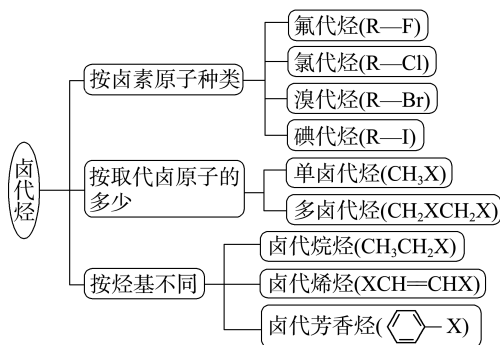 卤代烃
按卤素原子种类
氟代烃(R—F)
氯代烃(R—Cl)
溴代烃(R—Br)
碘代烃(R—I)
按取代卤原子的
多少
单卤代烃(CH₃X)
多卤代烃(CH₂XCH₂X)
按烃基不同
卤代烷烃(CH₃CH₂X)
卤代烯烃(XCH═CHX)
卤代芳香烃( —X)